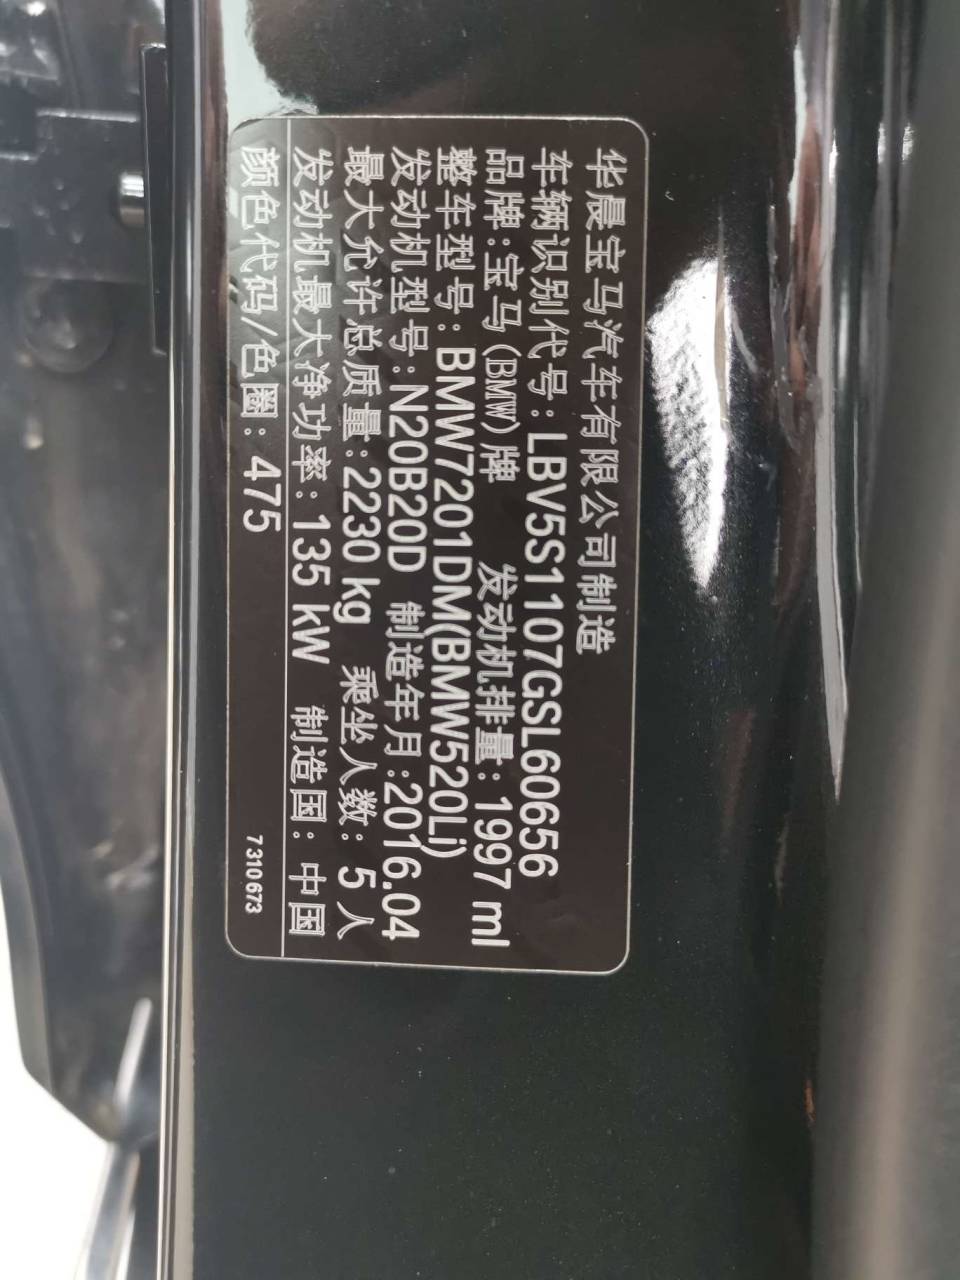 华晨宝马汽车有限公司制造
车辆识别代号:LBV5S1107GSL60656
品牌:宝马(BMW)牌 发动机排量:1997 ml
整车型号:BMW7201DM(BMW520Li)
发动机型号:N20B20D 制造年月:2016.04
最大允许总质量:2230 kg 乘坐人数:5人
发动机最大净功率:135 kW 制造国:中国
颜色代码/色圈:475 7310673